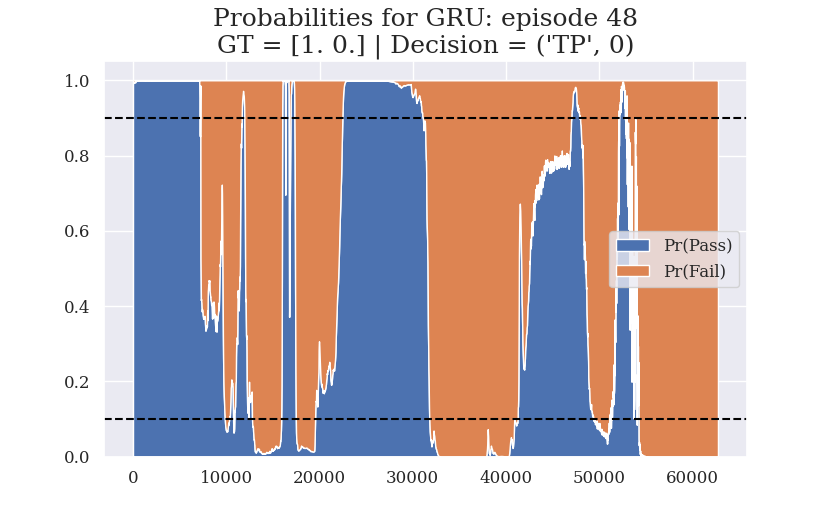 Probabilities for GRU: episode 48
GT = [1. 0.] | Decision = ('TP', 0)
1.0
0.8
0.6
0.4
0.2
0.0
Pr(Pass)
Pr(Fail)
0 10000 20000 30000 40000 50000 60000